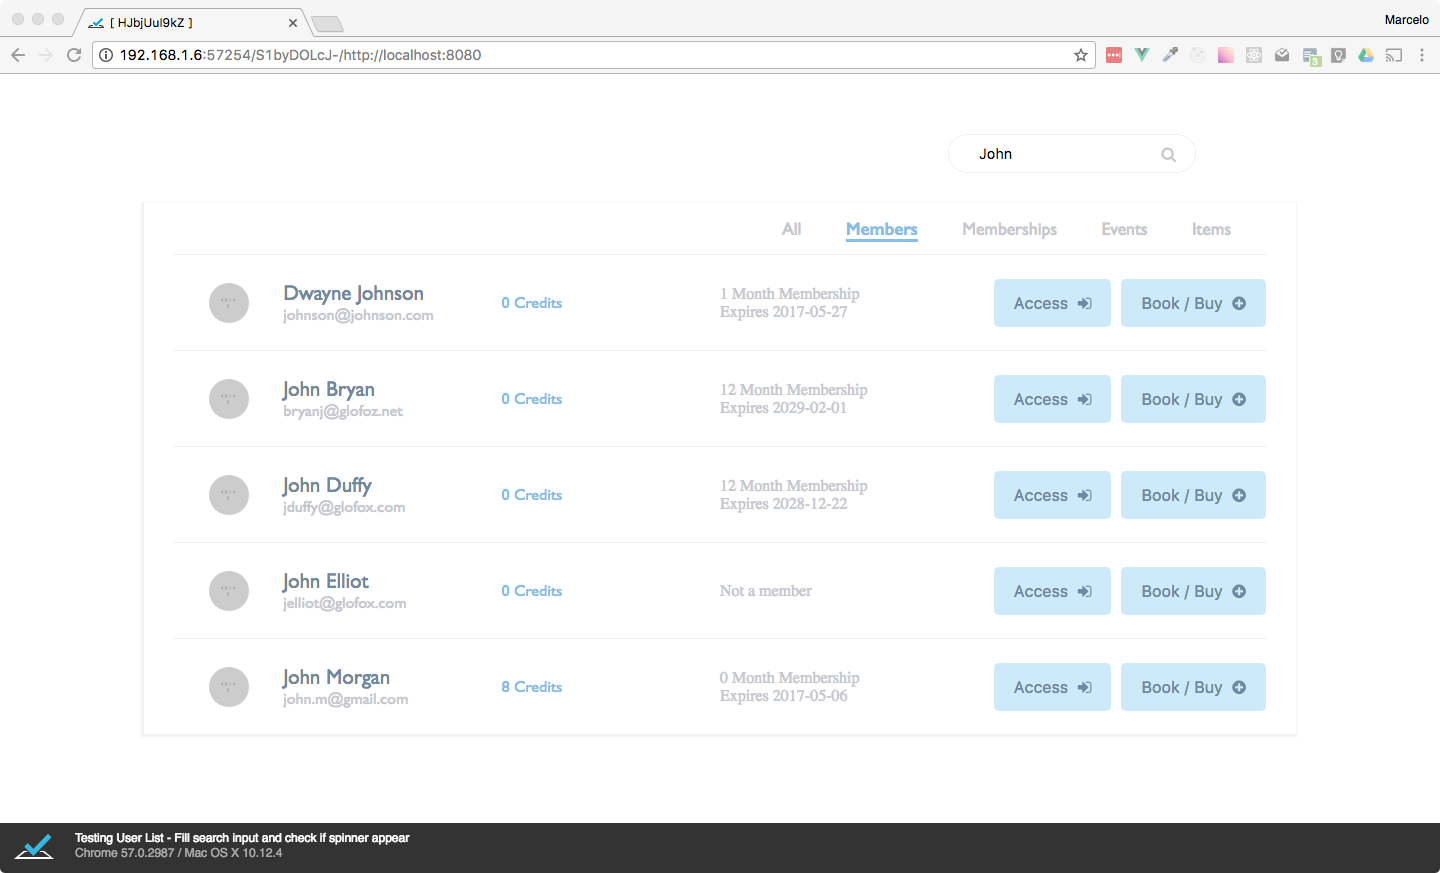 [ HJbjUul9kZ ]
Marcelo
192.168.1.6:57254/S1byDOLcJ-/http://localhost:8080
John
All Members Memberships Events Items
Dwayne Johnson
johnson@johnson.com
0 Credits
1 Month Membership
Expires 2017-05-27
Access
Book / Buy
John Bryan
bryanj@glofoz.net
0 Credits
12 Month Membership
Expires 2029-02-01
Access
Book / Buy
John Duffy
jduffy@glofox.com
0 Credits
12 Month Membership
Expires 2028-12-22
Access
Book / Buy
John Elliot
jelliot@glofox.com
0 Credits
Not a member
Access
Book / Buy
John Morgan
john.m@gmail.com
8 Credits
0 Month Membership
Expires 2017-05-06
Access
Book / Buy
Testing User List - Fill search input and check if spinner appear
Chrome 57.0.2987 / Mac OS X 10.12.4